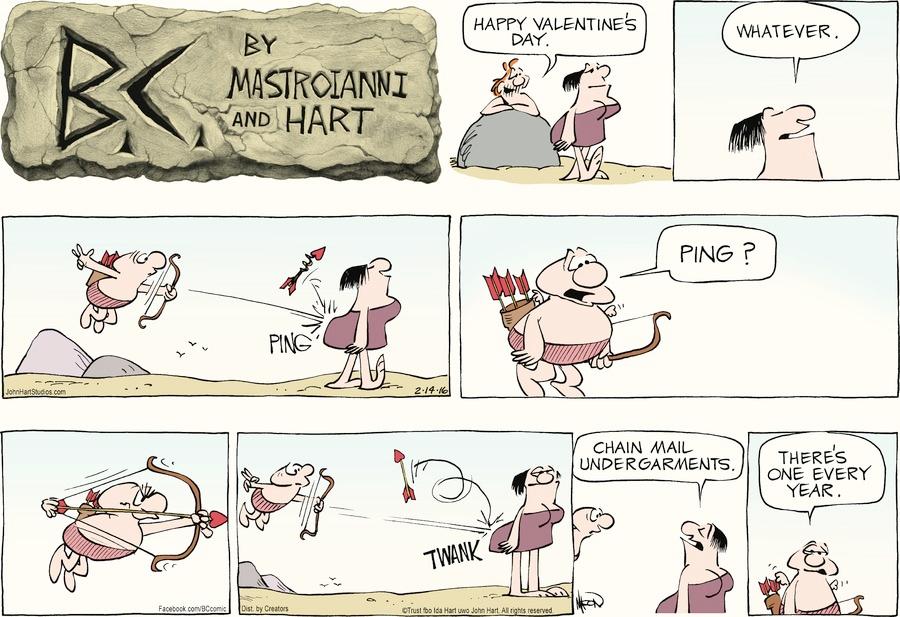 B.C.
BY
MASTROIANNI
AND HART
HAPPY VALENTINE'S
DAY.
WHATEVER.
PING
JohnHartStudios.com
2·14·16
PING ?
Facebook.com/BCcomic
TWANK
Dist. by Creators
©Trust fbo Ida Hart uwo John Hart. All rights reserved.
CHAIN MAIL
UNDERGARMENTS.
THERE'S
ONE EVERY
YEAR.